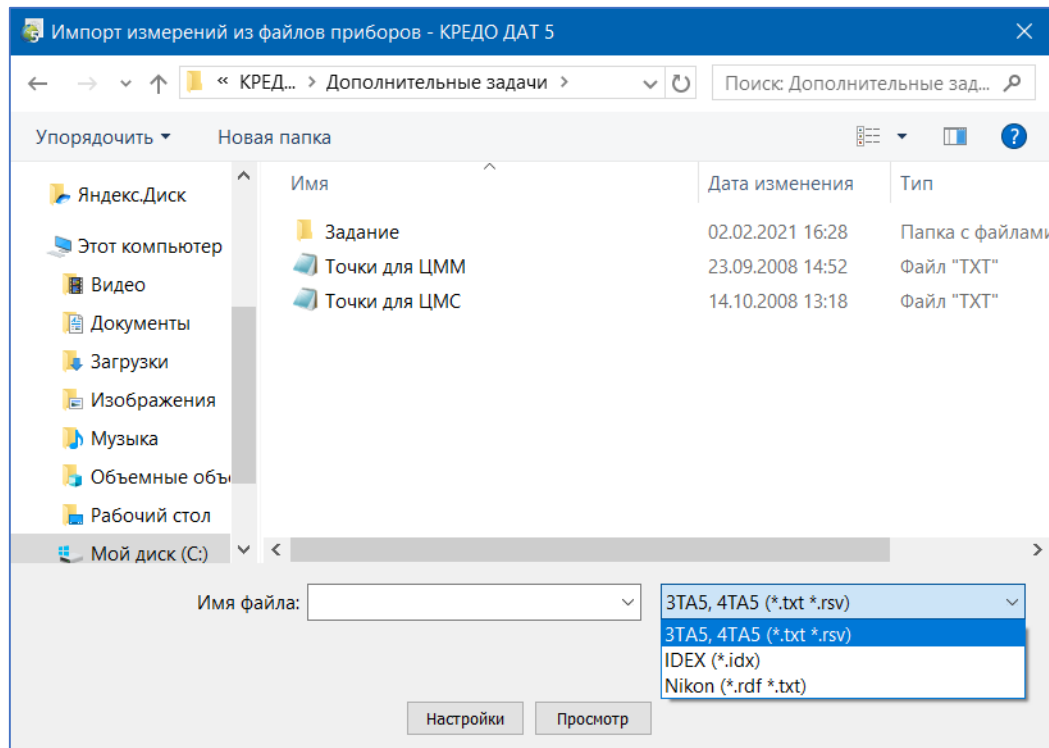 Импорт измерений из файлов приборов - КРЕДО ДАТ 5
« КРЕД... > Дополнительные задачи >
Поиск: Дополнительные зад...
Упорядочить
Новая папка
Имя
Дата изменения
Тип
Яндекс.Диск
Этот компьютер
Видео
Документы
Загрузки
Изображения
Музыка
Объемные объ
Рабочий стол
Мой диск (C:)
Задание 02.02.2021 16:28 Папка с файлами
Точки для ЦММ 23.09.2008 14:52 Файл "TXT"
Точки для ЦМС 14.10.2008 13:18 Файл "TXT"
Имя файла:
3TA5, 4TA5 (*.txt *.rsv)
3TA5, 4TA5 (*.txt *.rsv)
IDEX (*.idx)
Nikon (*.rdf *.txt)
Настройки
Просмотр